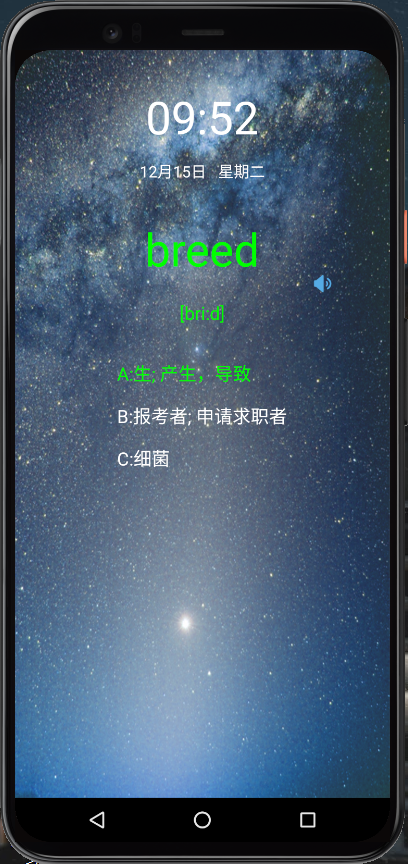 09:52
12月15日 星期二
breed
[bri:d]
A:生, 产生，导致.
B:报考者; 申请求职者
C:细菌